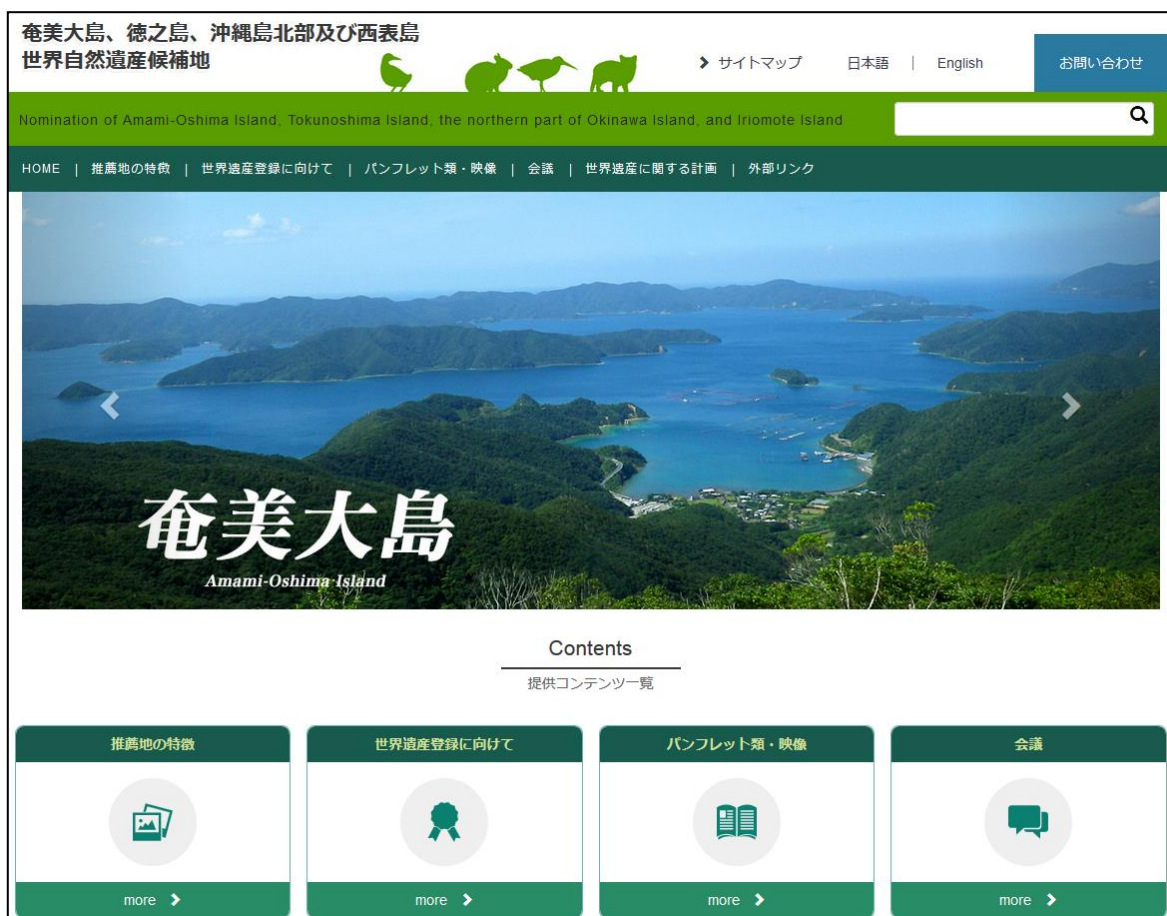 奄美大島、徳之島、沖縄島北部及び西表島
世界自然遺産候補地
サイトマップ 日本語 | English お問い合わせ
Nomination of Amami-Oshima Island, Tokunoshima Island, the northern part of Okinawa Island, and Iriomote Island
HOME | 推薦地の特徴 | 世界遺産登録に向けて | パンフレット類・映像 | 会議 | 世界遺産に関する計画 | 外部リンク
奄美大島
Amami-Oshima Island
Contents
提供コンテンツ一覧
推薦地の特徴 世界遺産登録に向けて パンフレット類・映像 会議
more more more more